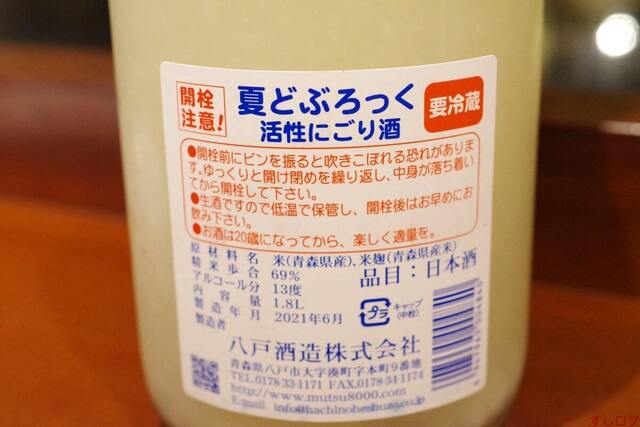 開栓
注意!
夏どぶろっく
活性にごり酒
要冷蔵
●開栓前にビンを振ると吹きこぼれる恐れがありま
す。ゆっくりと開け閉めを繰り返し、中身が落ち着い
てから開栓して下さい。
●生酒ですので低温で保管し、開栓後はお早めにお
飲み下さい。
●お酒は20歳になってから、楽しく適量を。
原材料名 米(青森県産)、米麹(青森県産米)
精米歩合 69%
アルコール分 13度
内容量 1.8L
製造年月 2021年6月
製造者
品目:日本酒
プラ
キャップ
(中栓)
八戸酒造株式会社
青森県八戸市大字湊町字本町9番地
TEL.0178-33-1171 FAX.0178-34-1174
http://www.mutsu8000.com
info@hachinoheshuzo.co.jp
すしログ